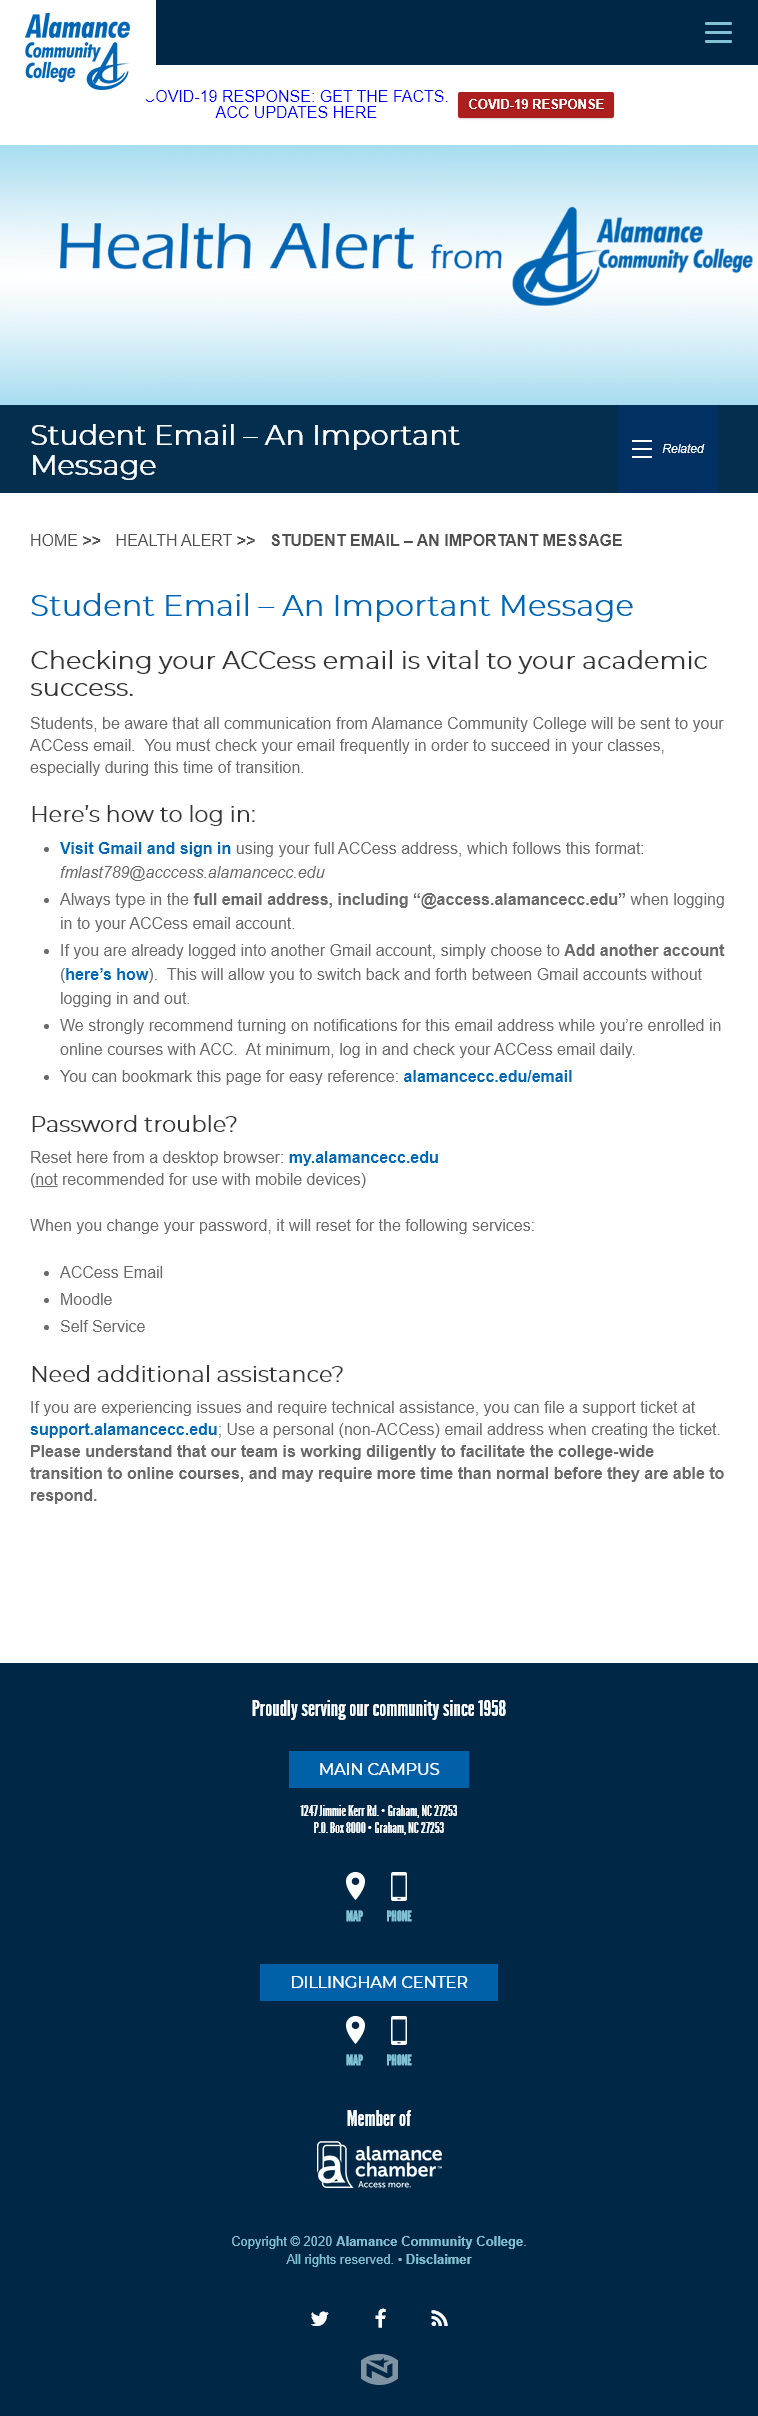 Alamance
Community
College
COVID-19 RESPONSE: GET THE FACTS.
ACC UPDATES HERE
COVID-19 RESPONSE
Health Alert from Alamance
Community College
Student Email – An Important
Message
Related
HOME >> HEALTH ALERT >> STUDENT EMAIL – AN IMPORTANT MESSAGE
Student Email – An Important Message
Checking your ACCess email is vital to your academic
success.
Students, be aware that all communication from Alamance Community College will be sent to your
ACCess email.  You must check your email frequently in order to succeed in your classes,
especially during this time of transition.
Here’s how to log in:
• Visit Gmail and sign in using your full ACCess address, which follows this format:
fmlast789@acccess.alamancecc.edu
• Always type in the full email address, including “@access.alamancecc.edu” when logging
in to your ACCess email account.
• If you are already logged into another Gmail account, simply choose to Add another account
(here’s how).  This will allow you to switch back and forth between Gmail accounts without
logging in and out.
• We strongly recommend turning on notifications for this email address while you’re enrolled in
online courses with ACC.  At minimum, log in and check your ACCess email daily.
• You can bookmark this page for easy reference: alamancecc.edu/email
Password trouble?
Reset here from a desktop browser: my.alamancecc.edu
(not recommended for use with mobile devices)
When you change your password, it will reset for the following services:
• ACCess Email
• Moodle
• Self Service
Need additional assistance?
If you are experiencing issues and require technical assistance, you can file a support ticket at
support.alamancecc.edu; Use a personal (non-ACCess) email address when creating the ticket.
Please understand that our team is working diligently to facilitate the college-wide
transition to online courses, and may require more time than normal before they are able to
respond.
Proudly serving our community since 1958
MAIN CAMPUS
1247 Jimmie Kerr Rd. • Graham, NC 27253
P.O. Box 8000 • Graham, NC 27253
MAP PHONE
DILLINGHAM CENTER
MAP PHONE
Member of
a alamance
chamber™
Access more.
Copyright © 2020 Alamance Community College.
All rights reserved. • Disclaimer